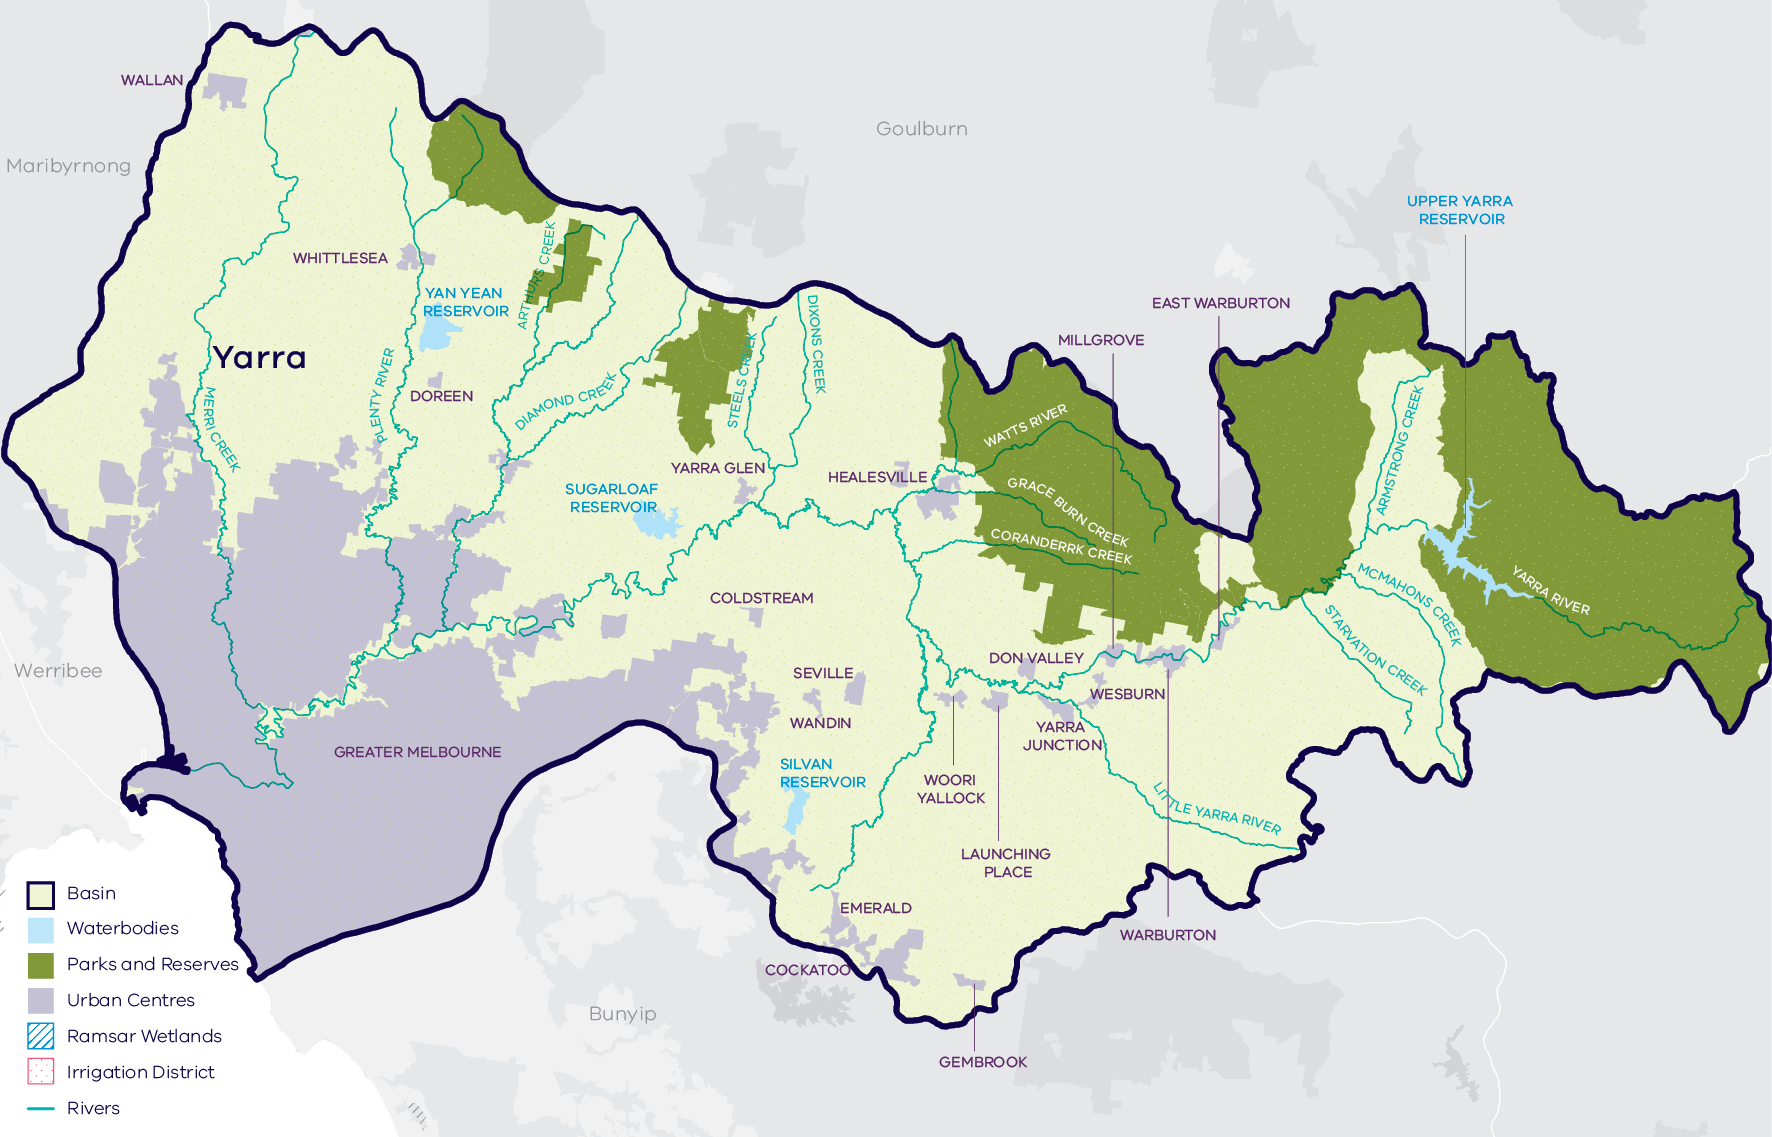 WALLAN
Goulburn
Maribyrnong
UPPER YARRA
RESERVOIR
WHITTLESEA
ARTHURS CREEK
YAN YEAN
RESERVOIR
EAST WARBURTON
DIXONS CREEK
MILLGROVE
Yarra
STEELS CREEK
PLENTY RIVER
DOREEN
DIAMOND CREEK
MERRI CREEK
WATTS RIVER
ARMSTRONG CREEK
YARRA GLEN
HEALESVILLE
SUGARLOAF
RESERVOIR
GRACE BURN CREEK
CORANDERRK CREEK
MCMAHONS CREEK
YARRA RIVER
COLDSTREAM
STARVATION CREEK
Werribee
DON VALLEY
SEVILLE
WESBURN
WANDIN
YARRA
JUNCTION
GREATER MELBOURNE
SILVAN
RESERVOIR
WOORI
YALLOCK
LITTLE YARRA RIVER
LAUNCHING
PLACE
EMERALD
WARBURTON
COCKATOO
Bunyip
GEMBROOK
Basin
Waterbodies
Parks and Reserves
Urban Centres
Ramsar Wetlands
Irrigation District
Rivers